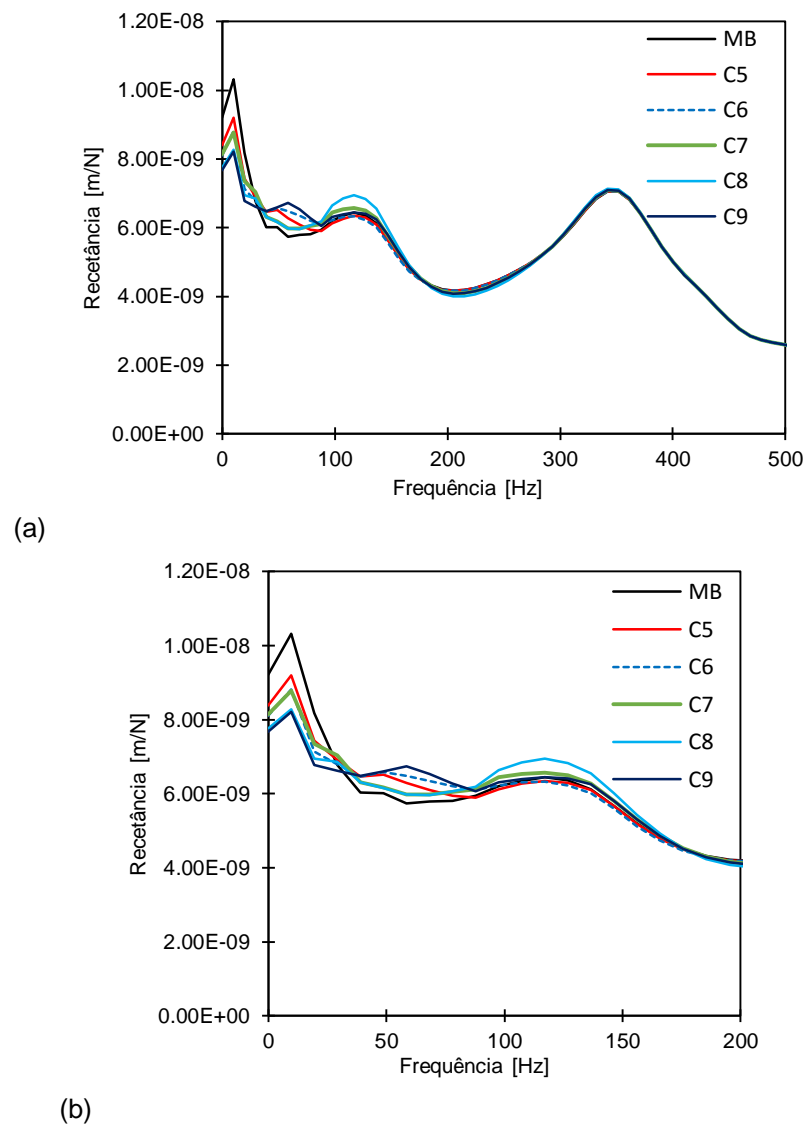 1.20E-08
1.00E-08
8.00E-09
6.00E-09
4.00E-09
2.00E-09
0.00E+00
Recetância [m/N]
MB
C5
C6
C7
C8
C9
0 100 200 300 400 500
Frequência [Hz]
(a)
1.20E-08
1.00E-08
8.00E-09
6.00E-09
4.00E-09
2.00E-09
0.00E+00
Recetância [m/N]
MB
C5
C6
C7
C8
C9
0 50 100 150 200
Frequência [Hz]
(b)